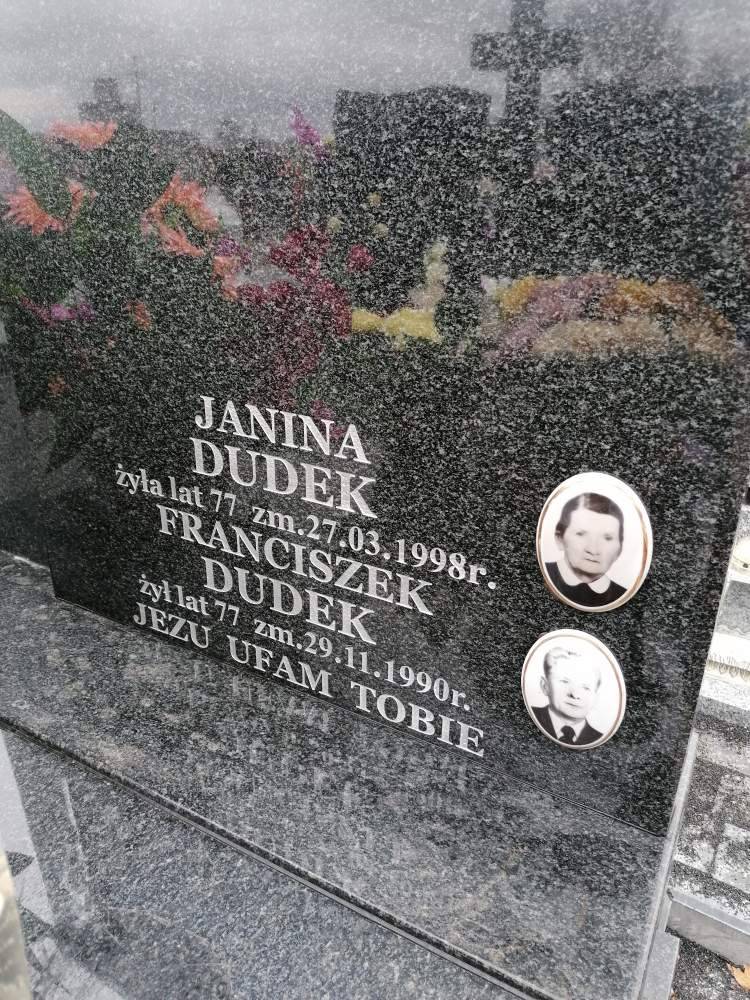 JANINA
DUDEK
żyła lat 77 zm.27.03.1998r.
FRANCISZEK
DUDEK
żył lat 77 zm.29.11.1990r.
JEZU UFAM TOBIE